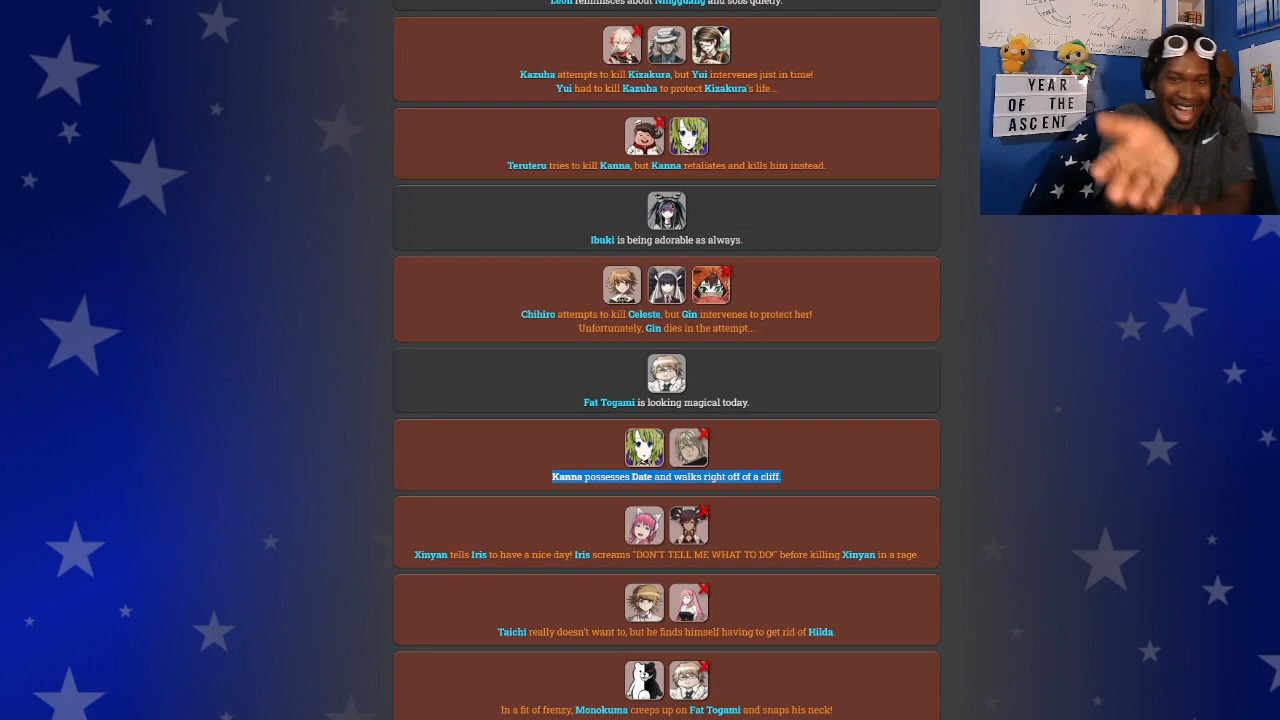 Leon reminisces about Ningguang and sobs quietly.
Kazuha attempts to kill Kizakura, but Yui intervenes just in time!
Yui had to kill Kazuha to protect Kizakura's life...
Teruteru tries to kill Kanna, but Kanna retaliates and kills him instead.
Ibuki is being adorable as always.
Chihiro attempts to kill Celeste, but Gin intervenes to protect her!
Unfortunately, Gin dies in the attempt...
Fat Togami is looking magical today.
Kanna possesses Date and walks right off of a cliff.
Xinyan tells Iris to have a nice day! Iris screams "DON'T TELL ME WHAT TO DO!" before killing Xinyan in a rage.
Taichi really doesn't want to, but he finds himself having to get rid of Hilda.
In a fit of frenzy, Monokuma creeps up on Fat Togami and snaps his neck!
YEAR
OF THE
ASCENT